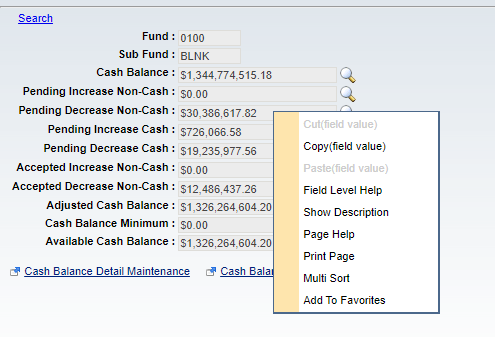 Search
Fund : 0100
Sub Fund : BLNK
Cash Balance : $1,344,774,515.18
Pending Increase Non-Cash : $0.00
Pending Decrease Non-Cash : $30,386,617.82
Pending Increase Cash : $726,066.58
Pending Decrease Cash : $19,235,977.56
Accepted Increase Non-Cash : $0.00
Accepted Decrease Non-Cash : $12,486,437.26
Adjusted Cash Balance : $1,326,264,604.20
Cash Balance Minimum : $0.00
Available Cash Balance : $1,326,264,604.20
Cash Balance Detail Maintenance Cash
Cut(field value)
Copy(field value)
Paste(field value)
Field Level Help
Show Description
Page Help
Print Page
Multi Sort
Add To Favorites